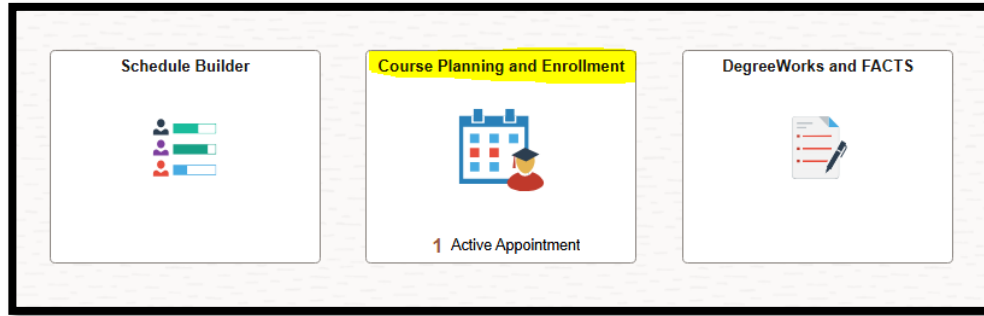 Schedule Builder
Course Planning and Enrollment
1 Active Appointment
DegreeWorks and FACTS